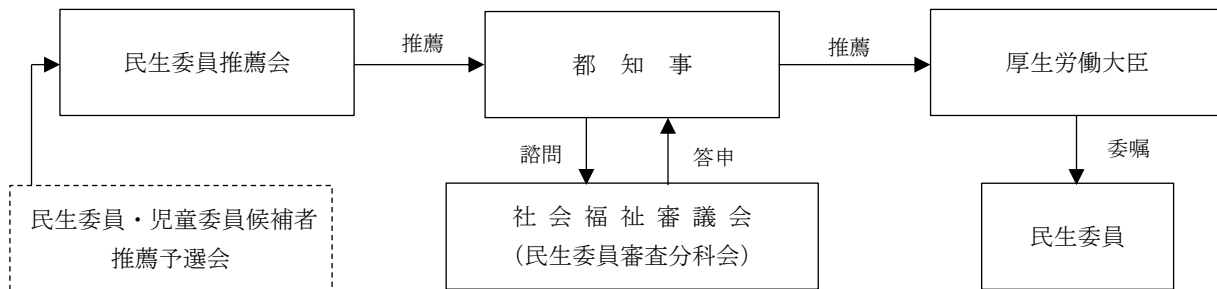 民生委員推薦会
推薦
都 知 事
推薦
厚生労働大臣
諮問
答申
委嘱
民生委員・児童委員候補者
推薦予選会
社 会 福 祉 審 議 会
（民生委員審査分科会）
民生委員